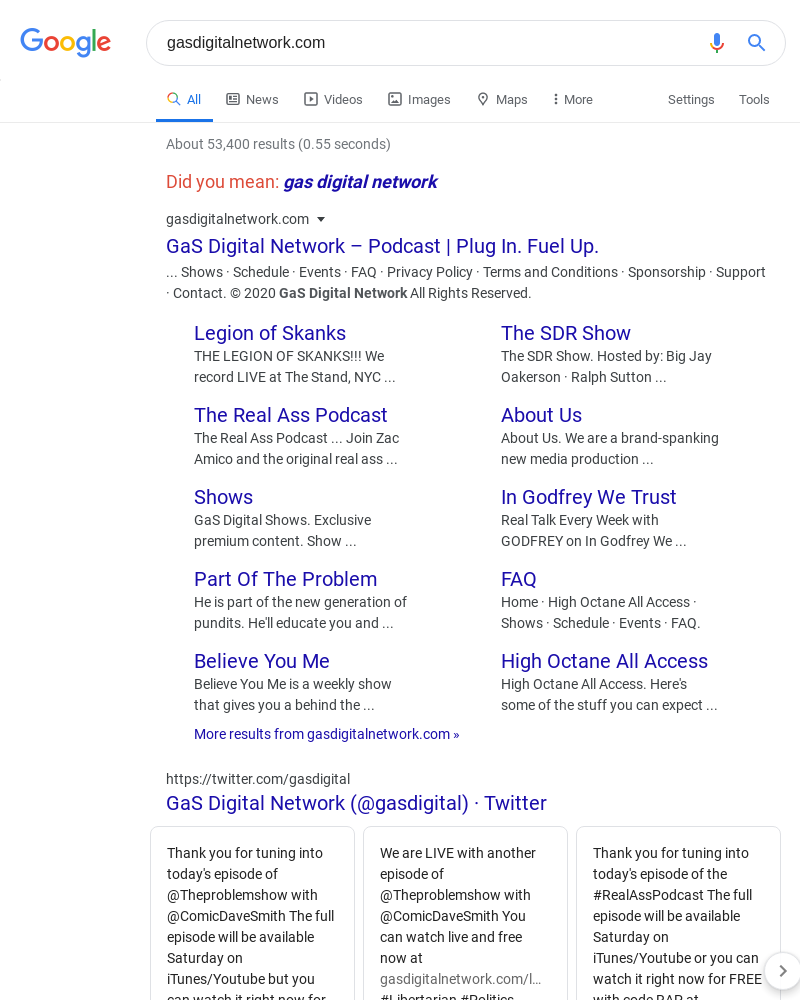 Google
gasdigitalnetwork.com
All News Videos Images Maps More Settings Tools
About 53,400 results (0.55 seconds)
Did you mean: gas digital network
gasdigitalnetwork.com
GaS Digital Network – Podcast | Plug In. Fuel Up.
... Shows · Schedule · Events · FAQ · Privacy Policy · Terms and Conditions · Sponsorship · Support
· Contact. © 2020 GaS Digital Network All Rights Reserved.
Legion of Skanks
THE LEGION OF SKANKS!!! We
record LIVE at The Stand, NYC ...
The SDR Show
The SDR Show. Hosted by: Big Jay
Oakerson · Ralph Sutton ...
The Real Ass Podcast
The Real Ass Podcast ... Join Zac
Amico and the original real ass ...
About Us
About Us. We are a brand-spanking
new media production ...
Shows
GaS Digital Shows. Exclusive
premium content. Show ...
In Godfrey We Trust
Real Talk Every Week with
GODFREY on In Godfrey We ...
Part Of The Problem
He is part of the new generation of
pundits. He'll educate you and ...
FAQ
Home · High Octane All Access ·
Shows · Schedule · Events · FAQ.
Believe You Me
Believe You Me is a weekly show
that gives you a behind the ...
High Octane All Access
High Octane All Access. Here's
some of the stuff you can expect ...
More results from gasdigitalnetwork.com »
https://twitter.com/gasdigital
GaS Digital Network (@gasdigital) · Twitter
Thank you for tuning into
today's episode of
@Theproblemshow with
@ComicDaveSmith The full
episode will be available
Saturday on
iTunes/Youtube but you
can watch it right now for
We are LIVE with another
episode of
@Theproblemshow with
@ComicDaveSmith You
can watch live and free
now at
gasdigitalnetwork.com/l...
#Libertarian #Politics
Thank you for tuning into
today's episode of the
#RealAssPodcast The full
episode will be available
Saturday on
iTunes/Youtube or you can
watch it right now for FREE
with code RAP at